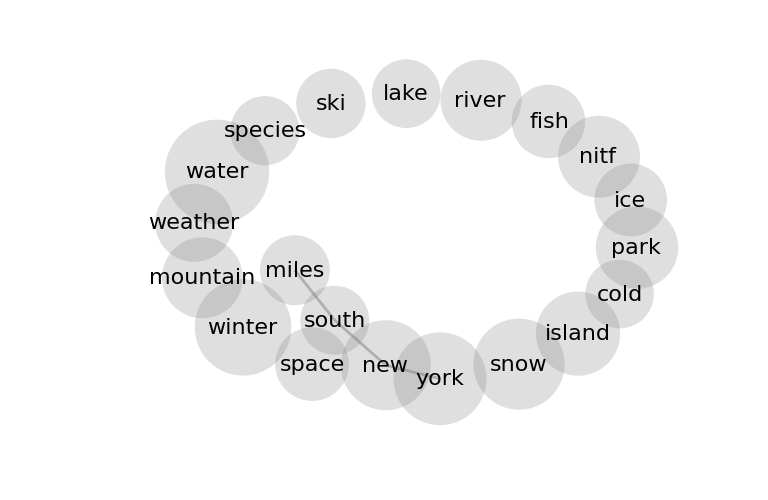 lake
river
ski
fish
species
nitf
water
ice
weather
park
miles
mountain
cold
south
winter
island
space
new
snow
york